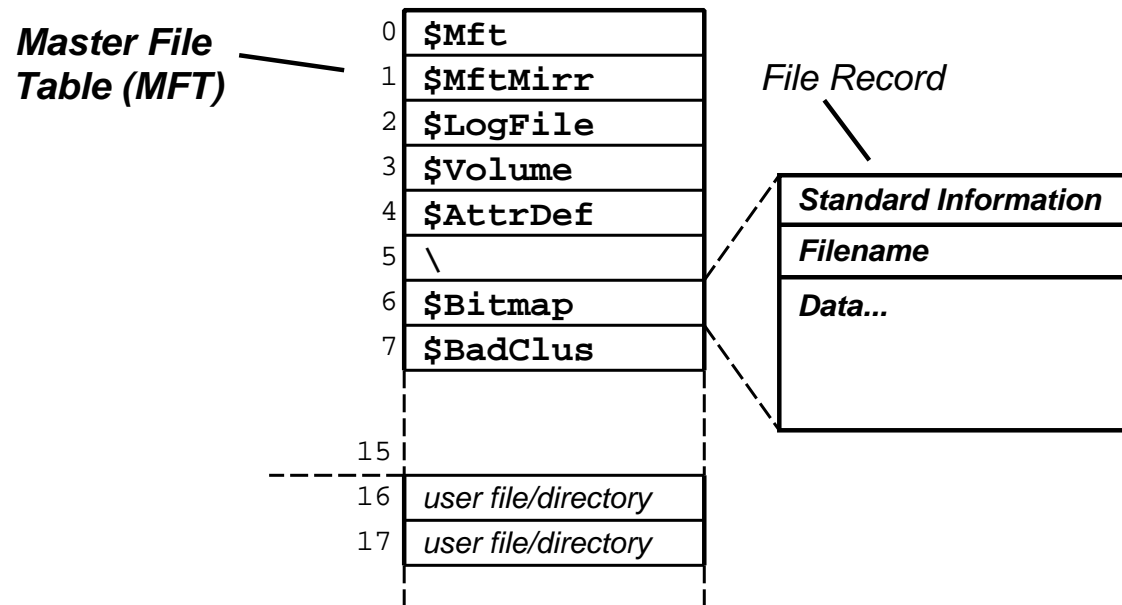 Master File
Table (MFT)
0 $Mft
1 $MftMirr
2 $LogFile
3 $Volume
4 $AttrDef
5 \
6 $Bitmap
7 $BadClus
15
16 user file/directory
17 user file/directory
File Record
Standard Information
Filename
Data...